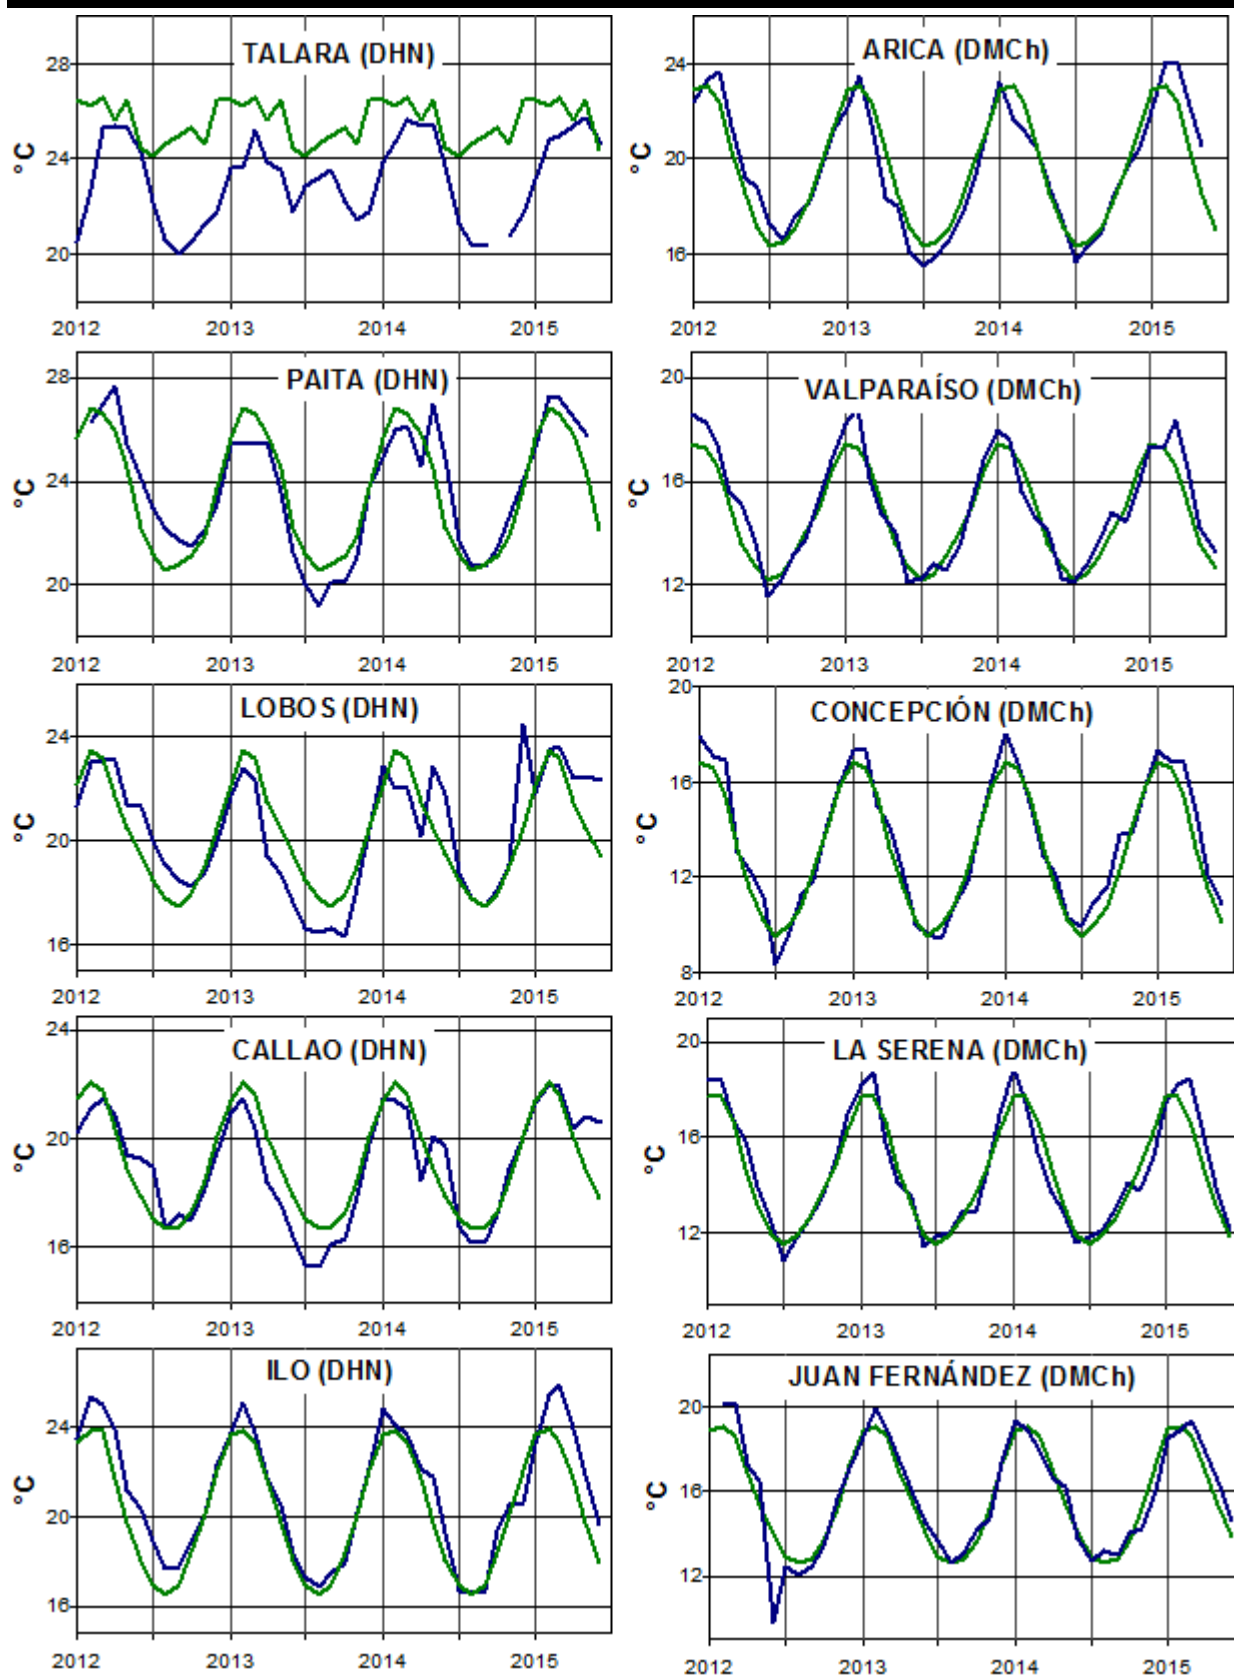 TALARA (DHN)
28
24
20
°C
2012 2013 2014 2015
ARICA (DMCh)
24
20
16
°C
2012 2013 2014 2015
PAITA (DHN)
28
24
20
°C
2012 2013 2014 2015
VALPARAÍSO (DMCh)
20
16
12
°C
2012 2013 2014 2015
LOBOS (DHN)
24
20
16
°C
2012 2013 2014 2015
CONCEPCIÓN (DMCh)
20
16
12
8
°C
2012 2013 2014 2015
CALLAO (DHN)
24
20
16
°C
2012 2013 2014 2015
LA SERENA (DMCh)
20
16
12
°C
2012 2013 2014 2015
ILO (DHN)
24
20
16
°C
2012 2013 2014 2015
JUAN FERNÁNDEZ (DMCh)
20
16
12
°C
2012 2013 2014 2015